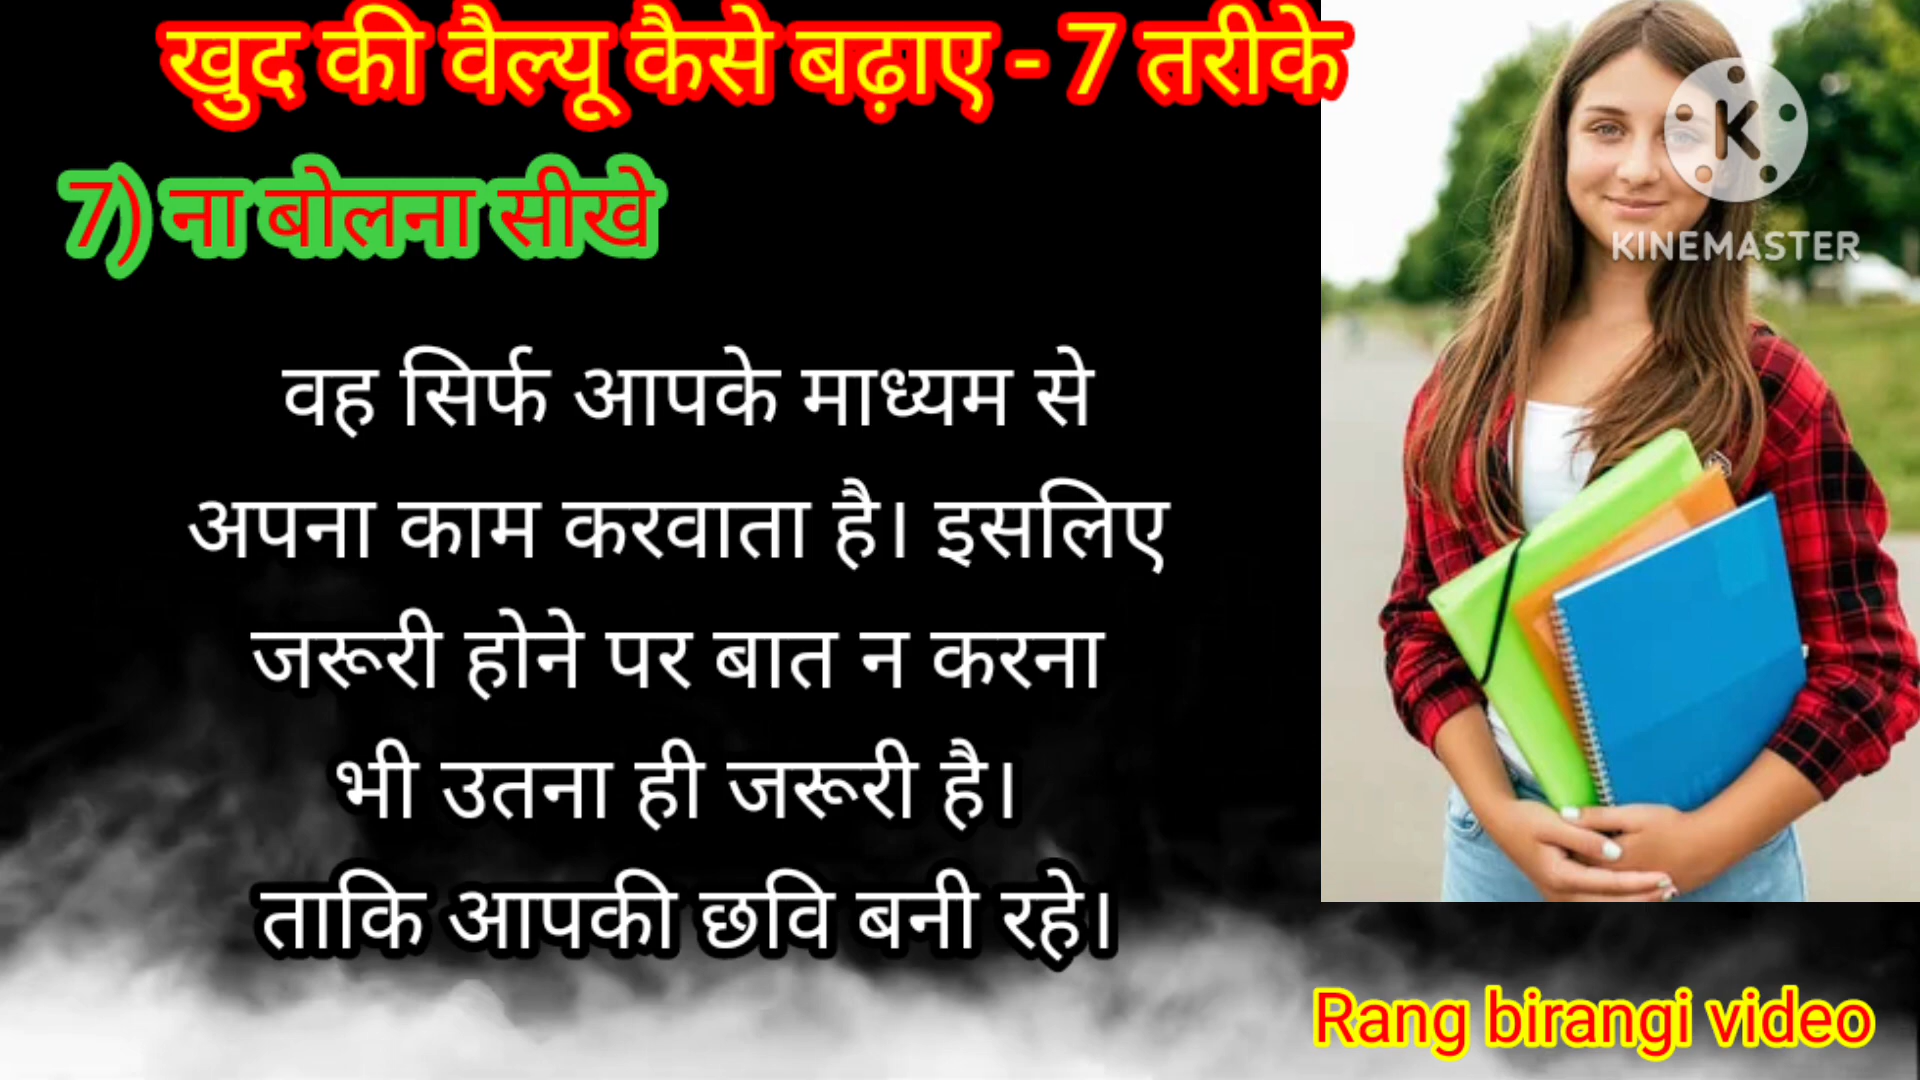 खुद की वैल्यू कैसे बढ़ाए - 7 तरीके
7) ना बोलना सीखे
वह सिर्फ आपके माध्यम से
अपना काम करवाता है। इसलिए
जरूरी होने पर बात न करना
भी उतना ही जरूरी है।
ताकि आपकी छवि बनी रहे।
K
KINEMASTER
Rang birangi video